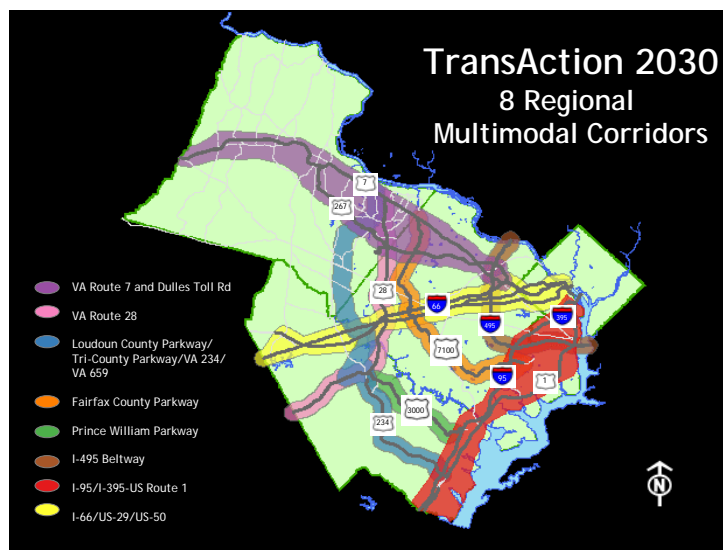 TransAction 2030
8 Regional
Multimodal Corridors
7
267
28
66
495
395
7100
95
1
3000
234
VA Route 7 and Dulles Toll Rd
VA Route 28
Loudoun County Parkway/
Tri-County Parkway/VA 234/
VA 659
Fairfax County Parkway
Prince William Parkway
I-495 Beltway
I-95/I-395-US Route 1
I-66/US-29/US-50
N